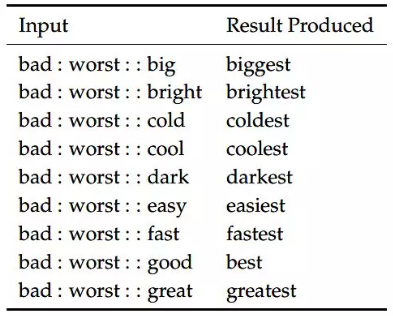 Input Result Produced
bad : worst : : big biggest
bad : worst : : bright brightest
bad : worst : : cold coldest
bad : worst : : cool coolest
bad : worst : : dark darkest
bad : worst : : easy easiest
bad : worst : : fast fastest
bad : worst : : good best
bad : worst : : great greatest